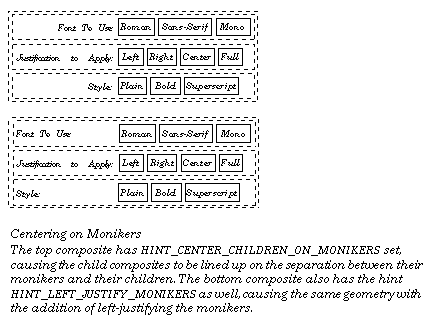 Font To Use Roman Sans-Serif Mono
Justification to Apply: Left Right Center Full
Style: Plain Bold Superscript
Font To Use Roman Sans-Serif Mono
Justification to Apply: Left Right Center Full
Style: Plain Bold Superscript
Centering on Monikers
The top composite has HINT_CENTER_CHILDREN_ON_MONIKERS set,
causing the child composites to be lined up on the separation between their
monikers and their children. The bottom composite also has the hint
HINT_LEFT_JUSTIFY_MONIKERS as well, causing the same geometry with
the addition of left-justifying the monikers.